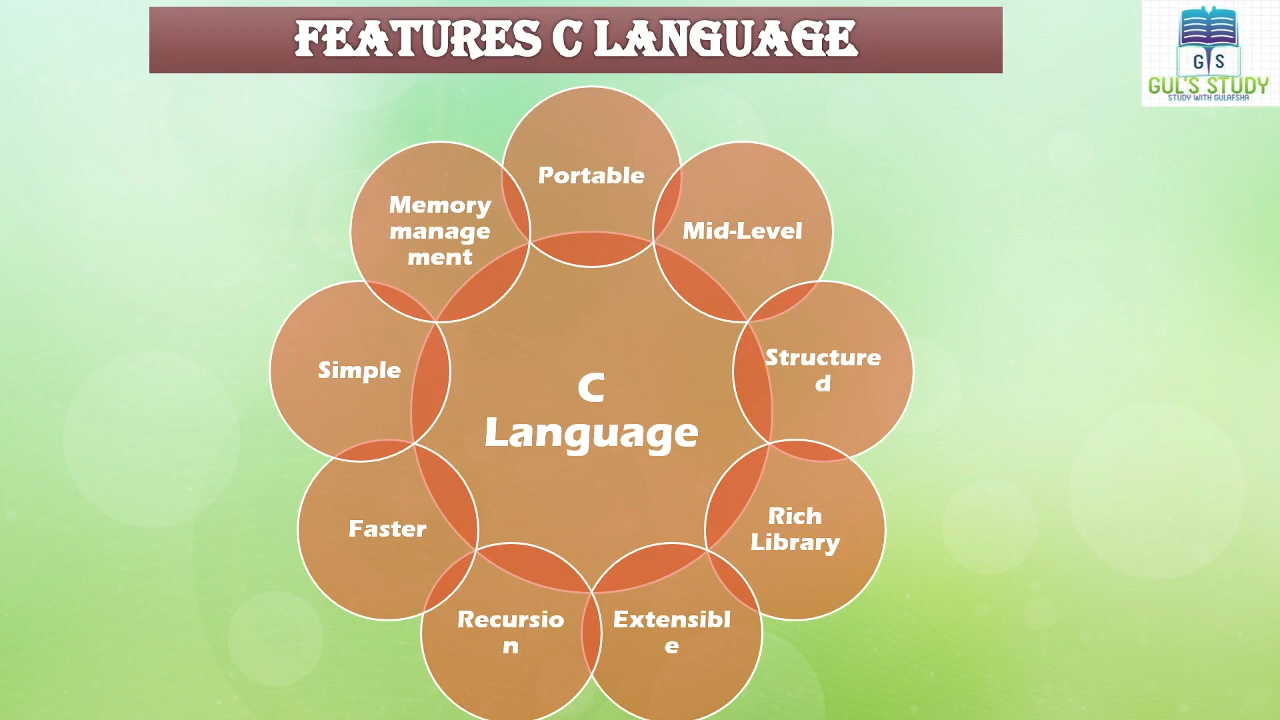 FEATURES C LANGUAGE
G S
GUL'S STUDY
STUDY WITH GULAFSHA
Portable
Mid-Level
Structure
d
Rich
Library
Extensibl
e
Recursio
n
Faster
Simple
Memory
manage
ment
C
Language